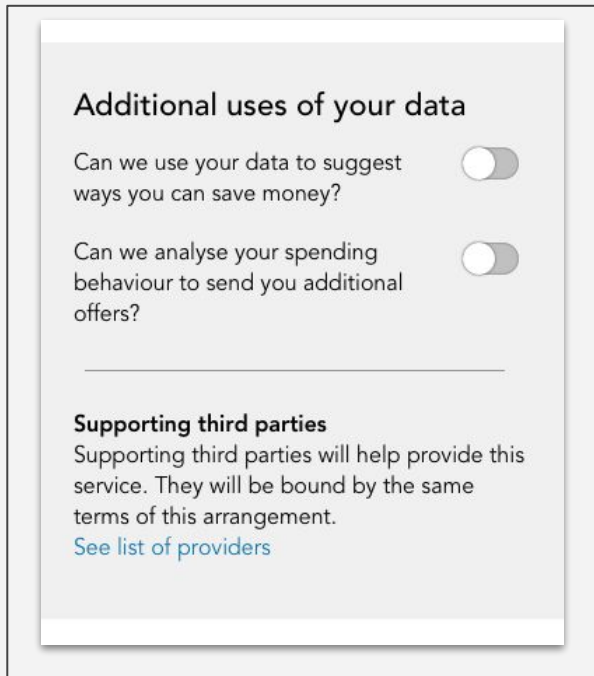 Additional uses of your data
Can we use your data to suggest
ways you can save money?
Can we analyse your spending
behaviour to send you additional
offers?
Supporting third parties
Supporting third parties will help provide this
service. They will be bound by the same
terms of this arrangement.
See list of providers